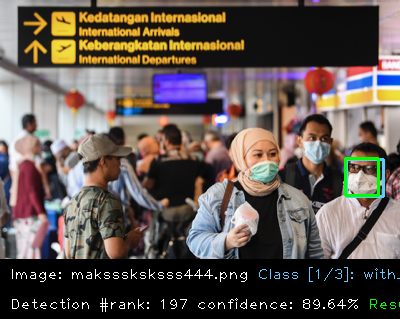 Kedatangan Internasional
International Arrivals
Keberangkatan Internasional
International Departures
Image: maksssksksss444.png Class [1/3]: with_
Detection #rank: 197 confidence: 89.64% Res